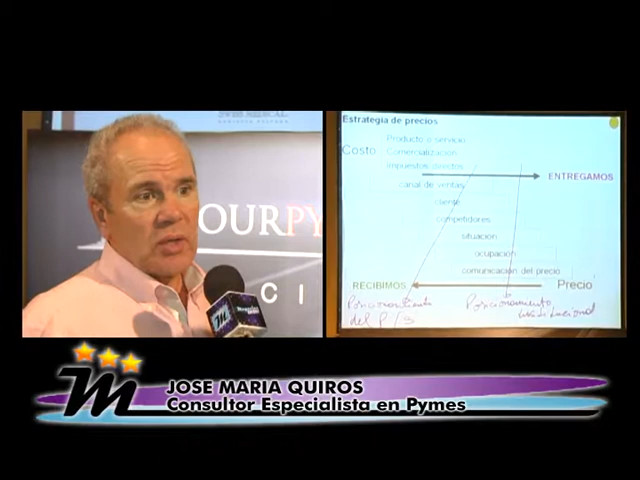 SWISS MEDICAL
OURPY
CI
Estrategia de precios
Producto o servicio
Costo
Comercialización
Impuestos directos
ENTREGAMOS
canal de ventas
cliente
competidores
situación
ocupación
comunicación del precio
RECIBIMOS
Precio
Posicionamiento
del P/S
Posicionamiento
Institucional
M
M
JOSE MARIA QUIROS
Consultor Especialista en Pymes